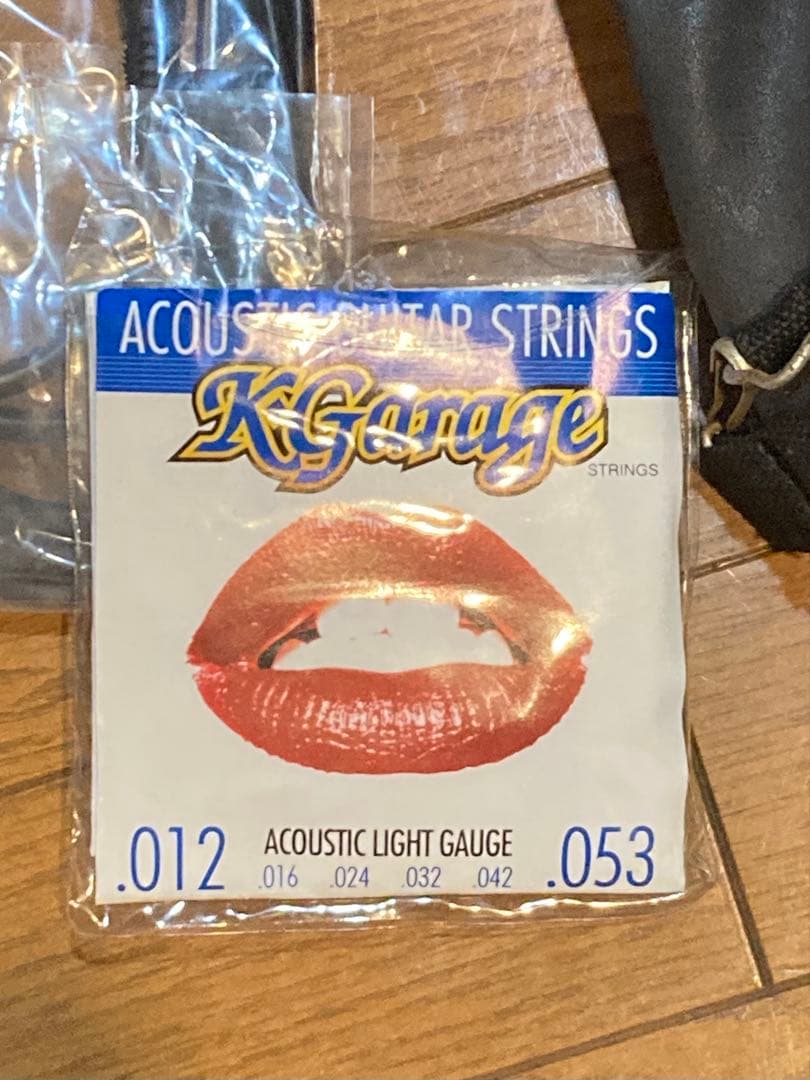 ACOUSTIC GUITAR STRINGS
KGarage
STRINGS
ACOUSTIC LIGHT GAUGE
.012 .016 .024 .032 .042 .053